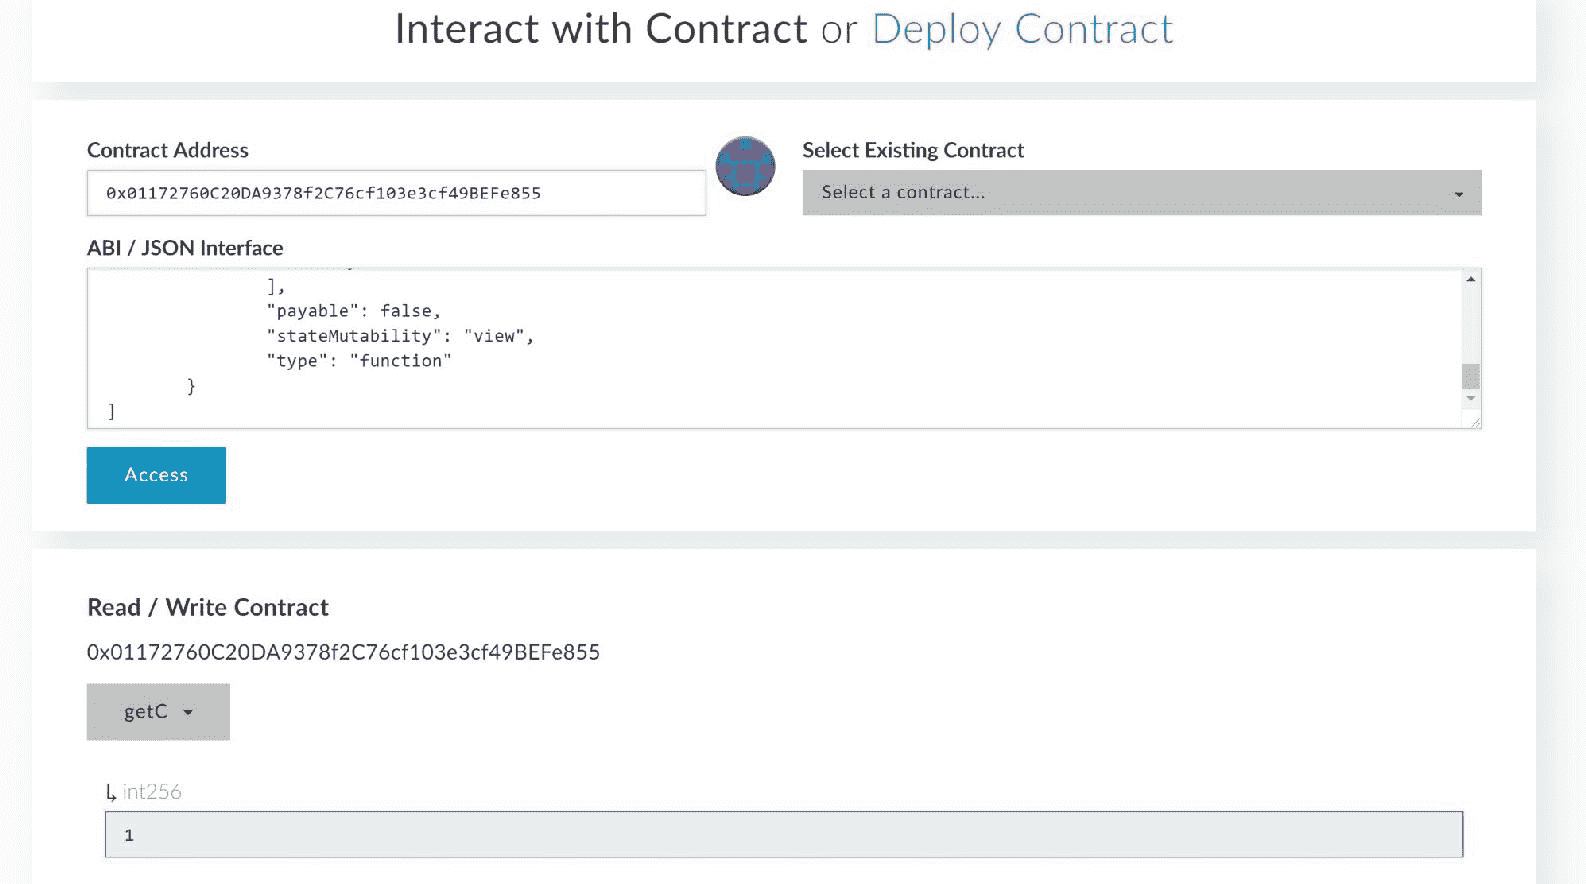 Interact with Contract or Deploy Contract
Contract Address
0x01172760C20DA9378f2C76cf103e3cf49BEFe855
Select Existing Contract
Select a contract...
ABI / JSON Interface
],
"payable": false,
"stateMutability": "view",
"type": "function"
}
]
Access
Read / Write Contract
0x01172760C20DA9378f2C76cf103e3cf49BEFe855
getC
↳ int256
1